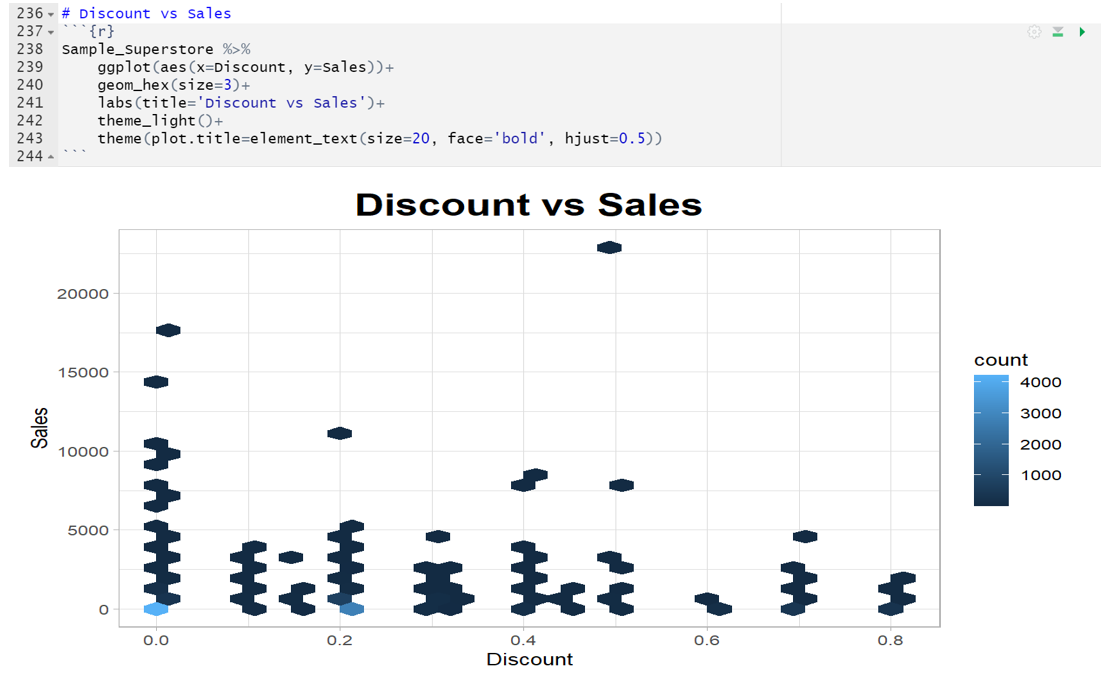 236 # Discount vs Sales
237 ```{r}
238 Sample_Superstore %>%
239 ggplot(aes(x=Discount, y=Sales))+
240 geom_hex(size=3)+
241 labs(title='Discount vs Sales')+
242 theme_light()+
243 theme(plot.title=element_text(size=20, face='bold', hjust=0.5))
244 ```
Discount vs Sales
20000
15000
10000
5000
0
Sales
0.0 0.2 0.4 0.6 0.8
Discount
count
4000
3000
2000
1000